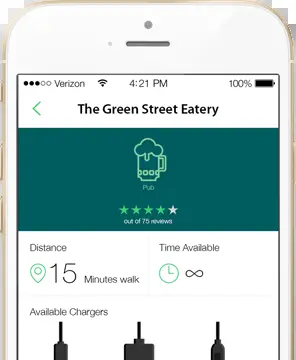 Verizon 4:21 PM 100%
The Green Street Eatery
Pub
out of 75 reviews
Distance
Time Available
15 Minutes walk
∞
Available Chargers